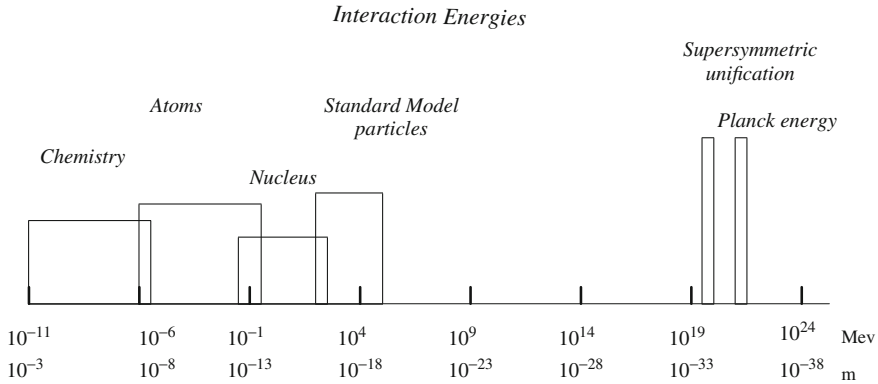 Interaction Energies
Supersymmetric
unification
Atoms
Standard Model
particles
Planck energy
Chemistry
Nucleus
10⁻¹¹ 10⁻⁶ 10⁻¹ 10⁴ 10⁹ 10¹⁴ 10¹⁹ 10²⁴ Mev
10⁻³ 10⁻⁸ 10⁻¹³ 10⁻¹⁸ 10⁻²³ 10⁻²⁸ 10⁻³³ 10⁻³⁸ m